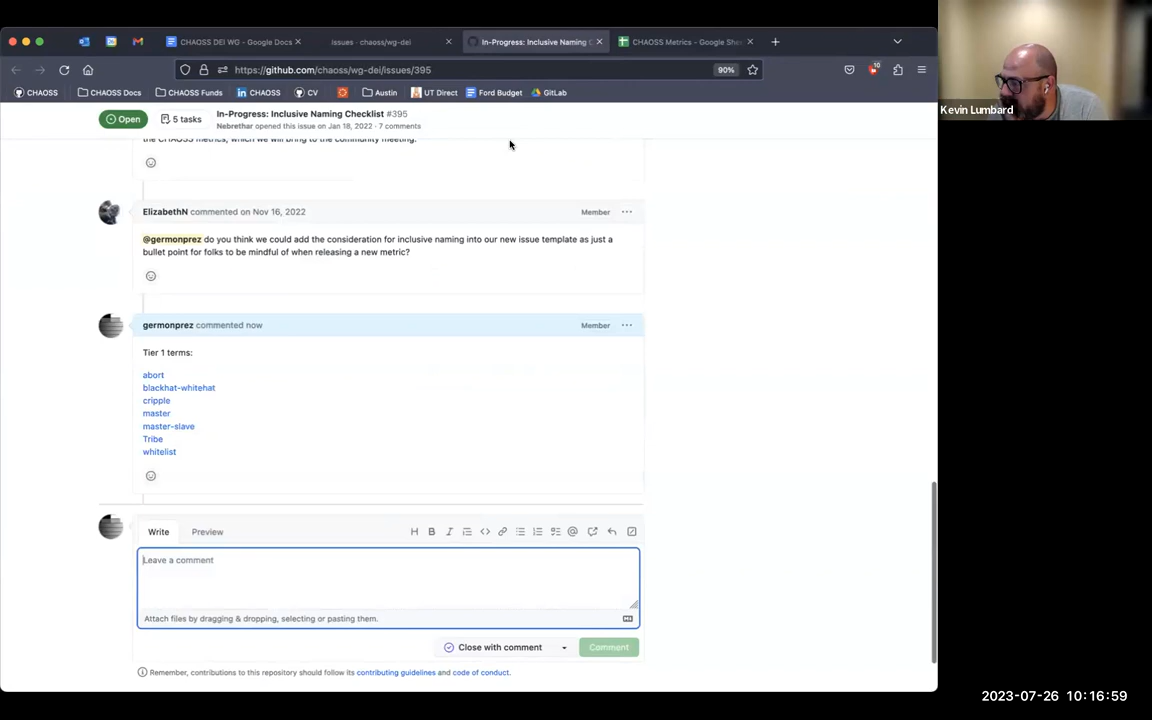 CHAOSS DEI WG - Google Docs
issues · chaoss/wg-dei
In-Progress: Inclusive Naming C
CHAOSS Metrics - Google She
https://github.com/chaoss/wg-dei/issues/395
90%
10
CHAOSS
CHAOSS Docs
CHAOSS Funds
CHAOSS
CV
Austin
UT Direct
Ford Budget
GitLab
Kevin Lumbard
Open
5 tasks
In-Progress: Inclusive Naming Checklist #395
Nebrethar opened this issue on Jan 18, 2022 · 7 comments
the CHAOSS metrics, which we will bring to the community meeting.
ElizabethN commented on Nov 16, 2022
Member
@germonprez do you think we could add the consideration for inclusive naming into our new issue template as just a
bullet point for folks to be mindful of when releasing a new metric?
germonprez commented now
Member
Tier 1 terms:
abort
blackhat-whitehat
cripple
master
master-slave
Tribe
whitelist
Write
Preview
Leave a comment
Attach files by dragging & dropping, selecting or pasting them.
Close with comment
Comment
Remember, contributions to this repository should follow its contributing guidelines and code of conduct.
2023-07-26 10:16:59